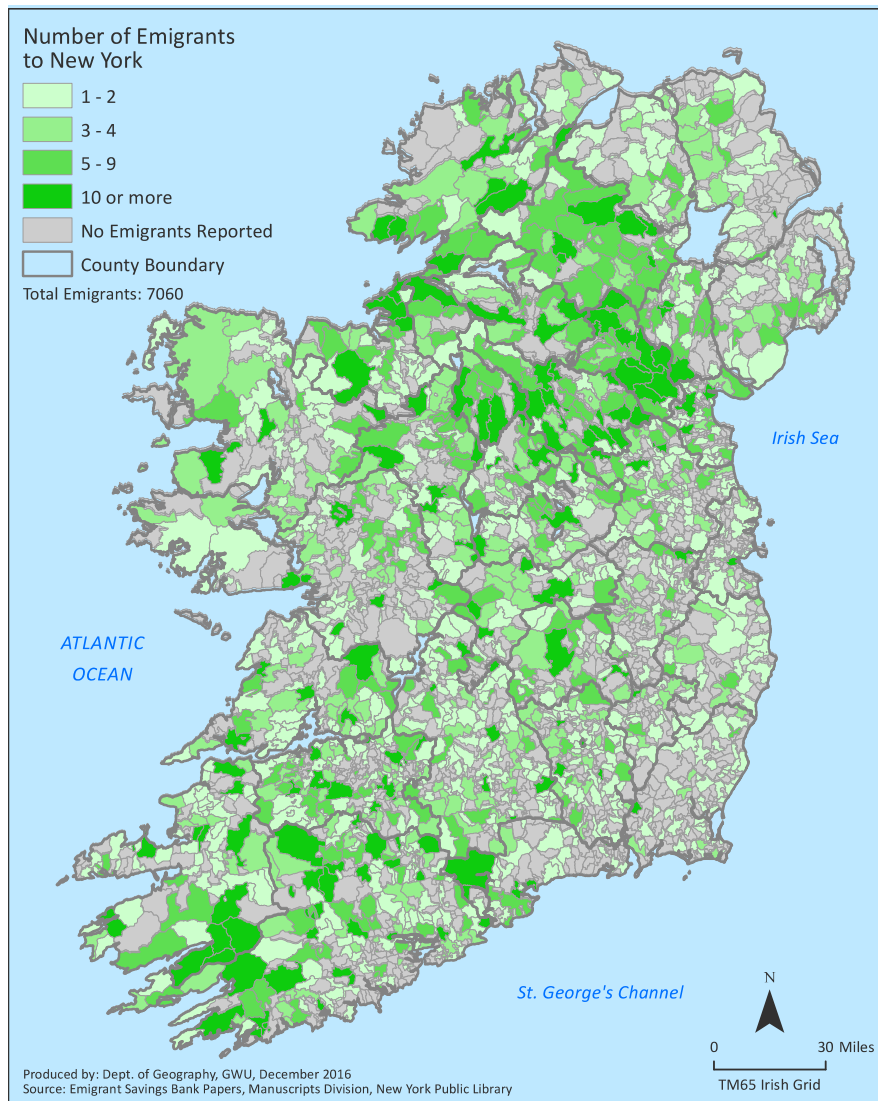 Number of Emigrants
to New York
1 - 2
3 - 4
5 - 9
10 or more
No Emigrants Reported
County Boundary
Total Emigrants: 7060
Irish Sea
ATLANTIC
OCEAN
St. George's Channel
N
0 30 Miles
TM65 Irish Grid
Produced by: Dept. of Geography, GWU, December 2016
Source: Emigrant Savings Bank Papers, Manuscripts Division, New York Public Library